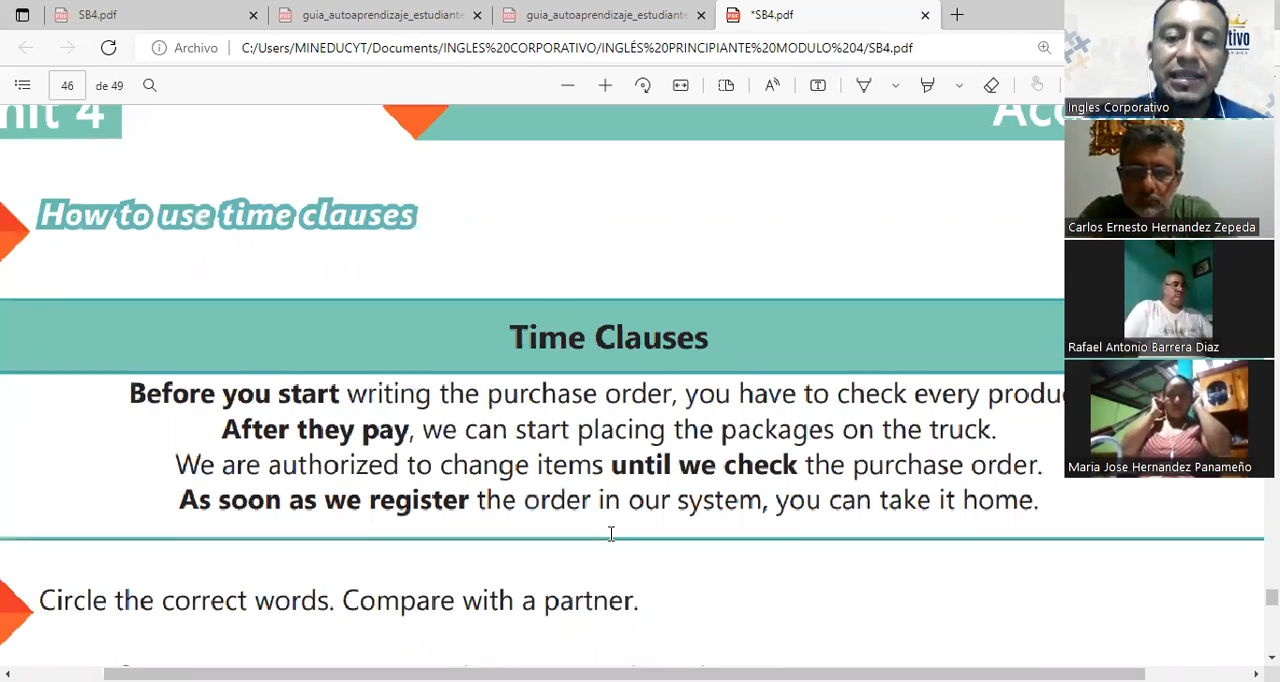 SB4.pdf
guia_autoaprendizaje_estudiante
guia_autoaprendizaje_estudiante
*SB4.pdf
Archivo
C:/Users/MINEDUCYT/Documents/INGLES%20CORPORATIVO/INGLÉS%20PRINCIPIANTE%20MODULO%204/SB4.pdf
46
de 49
nit 4
How to use time clauses
Time Clauses
Before you start writing the purchase order, you have to check every produ
After they pay, we can start placing the packages on the truck.
We are authorized to change items until we check the purchase order.
As soon as we register the order in our system, you can take it home.
Circle the correct words. Compare with a partner.
tivo
Ingles Corporativo
Carlos Ernesto Hernandez Zepeda
Rafael Antonio Barrera Diaz
Maria Jose Hernandez Panameño